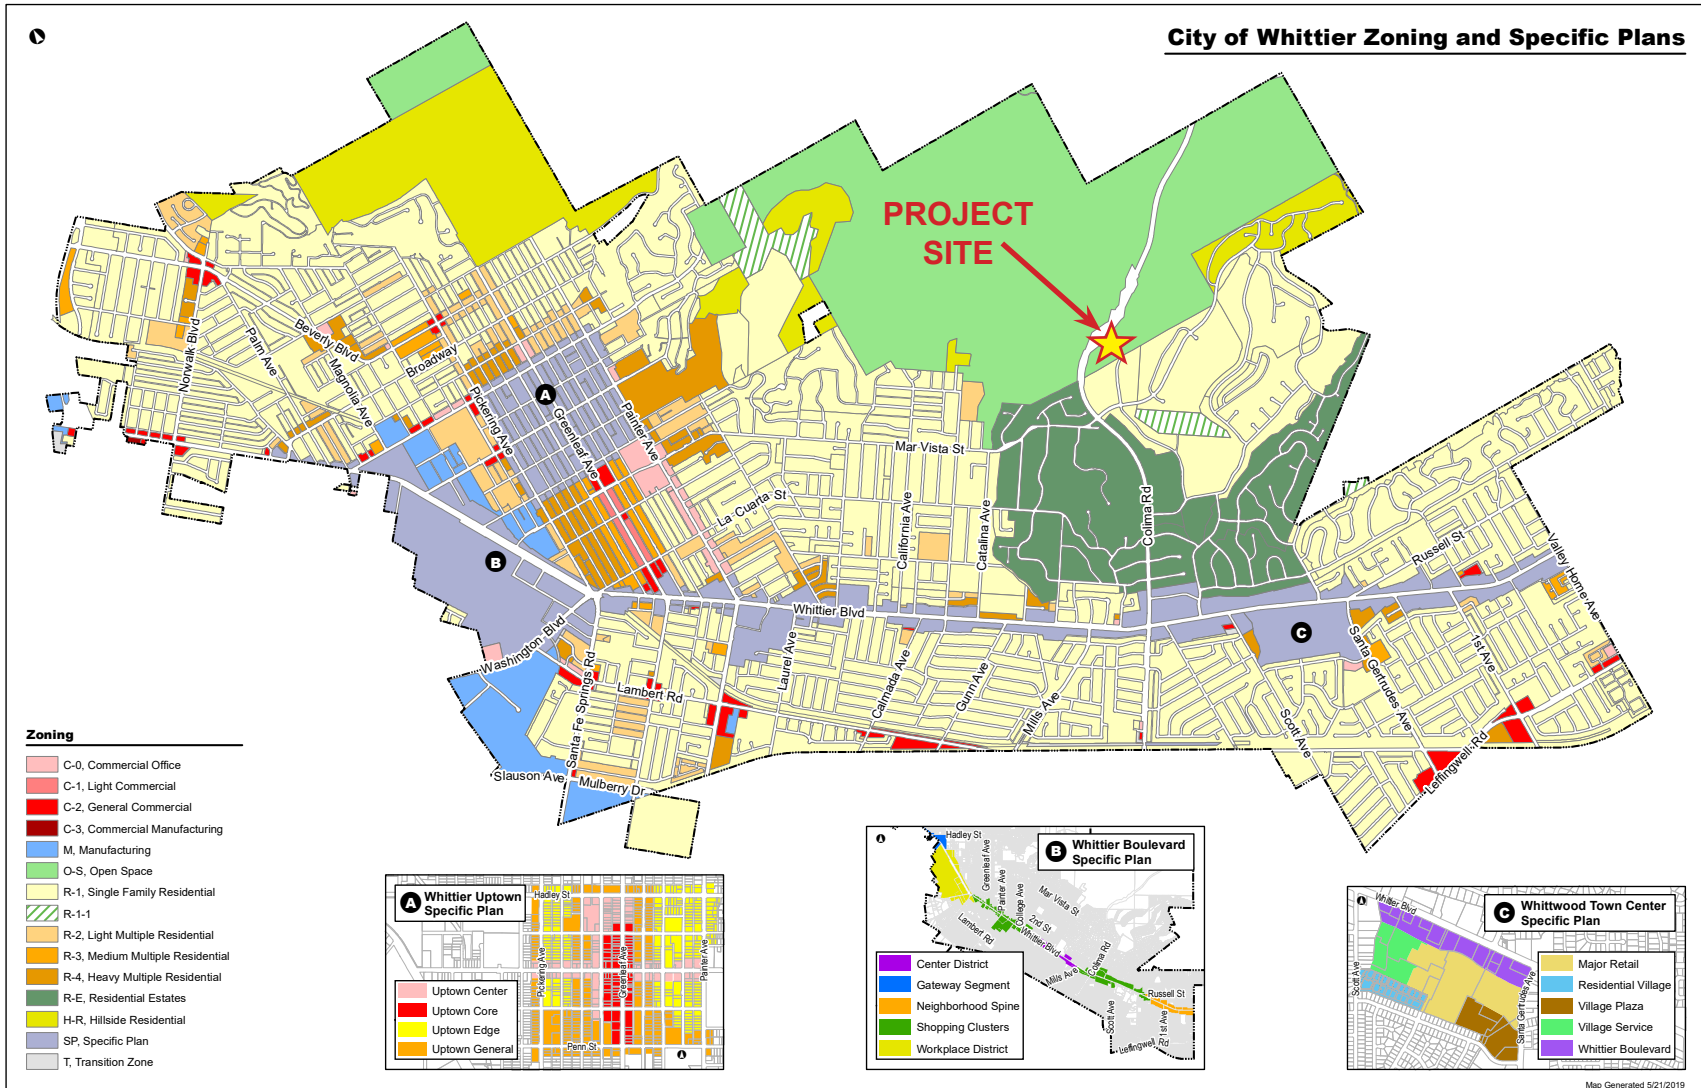 City of Whittier Zoning and Specific Plans
PROJECT
SITE
Norwalk Blvd
Palm Ave
Beverly Blvd
Magnolia Ave
Broadway
Pickering Ave
A
Greenleaf Ave
Painter Ave
Mar Vista St
La Cuarta St
California Ave
Catalina Ave
Colima Rd
Russell St
Valley Home Ave
B
Whittier Blvd
C
Washington Blvd
Santa Fe Springs Rd
Lambert Rd
Laurel Ave
Calmada Ave
Gunn Ave
Mills Ave
Scott Ave
Santa Gertrudes Ave
1st Ave
Leffingwell Rd
Slauson Ave
Mulberry Dr
Zoning
C-0, Commercial Office
C-1, Light Commercial
C-2, General Commercial
C-3, Commercial Manufacturing
M, Manufacturing
O-S, Open Space
R-1, Single Family Residential
R-1-1
R-2, Light Multiple Residential
R-3, Medium Multiple Residential
R-4, Heavy Multiple Residential
R-E, Residential Estates
H-R, Hillside Residential
SP, Specific Plan
T, Transition Zone
A Whittier Uptown
Specific Plan
Hadley St
Pickering Ave
Greenleaf Ave
Painter Ave
Penn St
Uptown Center
Uptown Core
Uptown Edge
Uptown General
B Whittier Boulevard
Specific Plan
Hadley St
Greenleaf Ave
Painter Ave
College Ave
Mar Vista St
2nd St
Lambert Rd
Whittier Blvd
Mills Ave
Colima Rd
Russell St
Scott Ave
1st Ave
Leffingwell Rd
Center District
Gateway Segment
Neighborhood Spine
Shopping Clusters
Workplace District
C Whittwood Town Center
Specific Plan
Whittier Blvd
Scott Ave
Santa Gertrudes Ave
Major Retail
Residential Village
Village Plaza
Village Service
Whittier Boulevard
Map Generated 5/21/2019